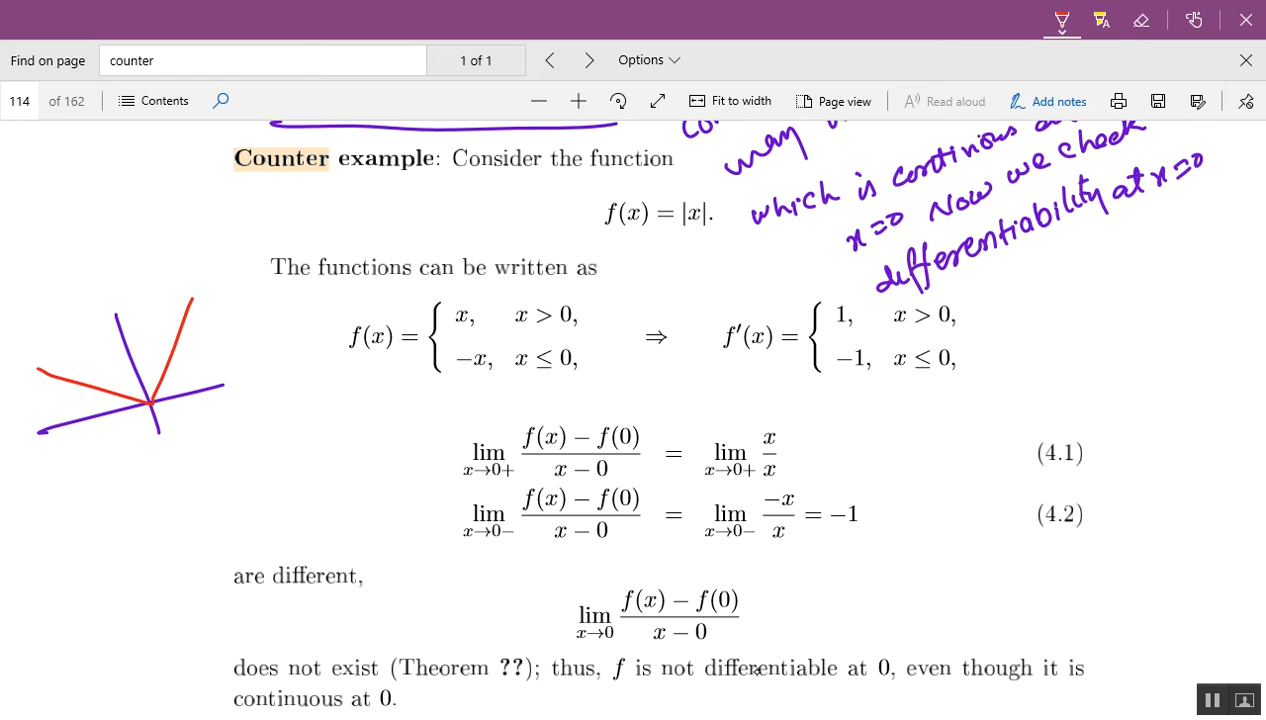 Find on page
counter
1 of 1
Options
114
of 162
Contents
Fit to width
Page view
Read aloud
Add notes
may
which is continous
x=0 Now we check
differentiability at x=0
Counter example: Consider the function
f(x) = |x|.
The functions can be written as
f(x) = { x, x > 0, −x, x ≤ 0, ⇒ f′(x) = { 1, x > 0, −1, x ≤ 0,
lim x→0+ (f(x) − f(0))/(x − 0) = lim x→0+ x/x (4.1)
lim x→0− (f(x) − f(0))/(x − 0) = lim x→0− −x/x = −1 (4.2)
are different,
lim x→0 (f(x) − f(0))/(x − 0)
does not exist (Theorem ??); thus, f is not differentiable at 0, even though it is
continuous at 0.